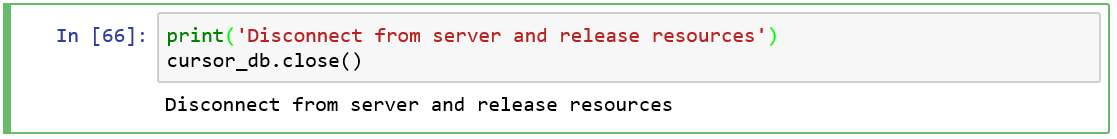 In [66]: print('Disconnect from server and release resources')
cursor_db.close()
Disconnect from server and release resources